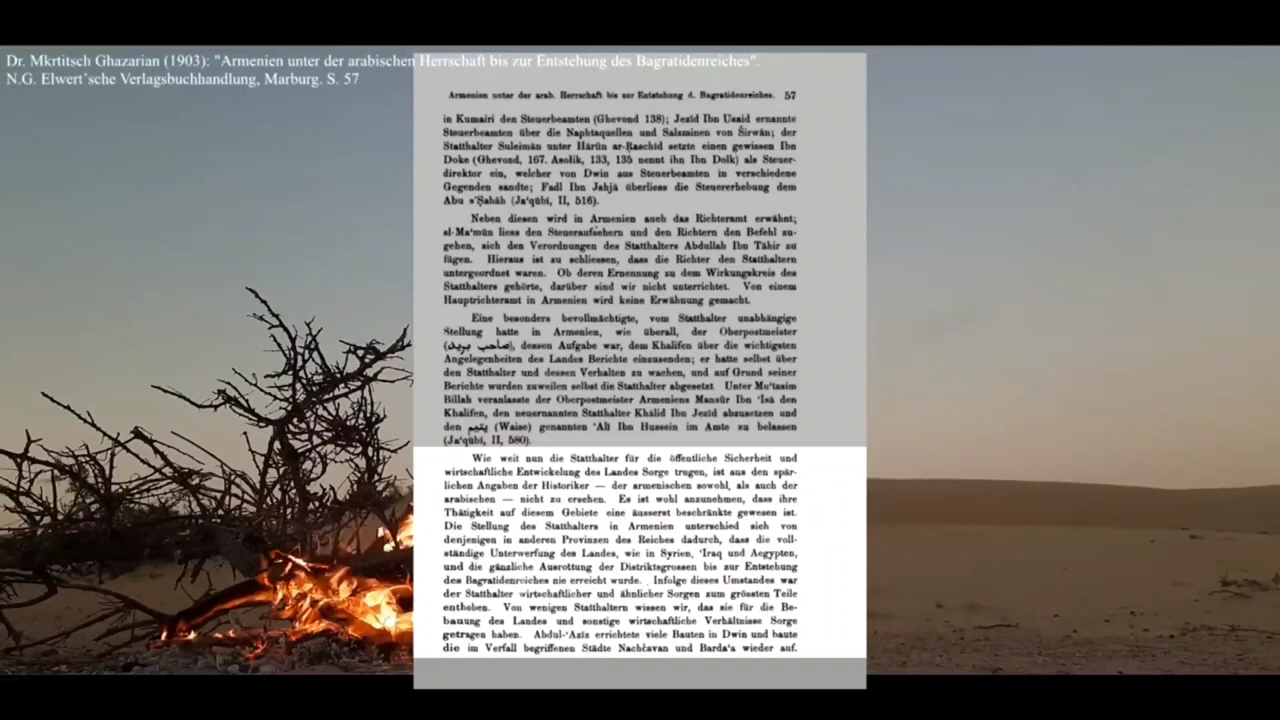 Dr. Mkrtitsch Ghazarian (1903): "Armenien unter der arabischen Herrschaft bis zur Entstehung des Bagratidenreiches".
N.G. Elwert'sche Verlagsbuchhandlung, Marburg. S. 57
Armenien unter der arab. Herrschaft bis zur Entstehung d. Bagratidenreiches. 57
in Kumairi den Steuerbeamten (Ghevond 138); Jezīd Ibn Usaid ernannte
Steuerbeamten über die Naphtaquellen und Salzminen von Širwān; der
Statthalter Suleimān unter Hārūn ar-Raschīd setzte einen gewissen Ibn
Doke (Ghevond, 167. Asolik, 133, 135 nennt ihn Ibn Dolk) als Steuer-
direktor ein, welcher von Dwin aus Steuerbeamten in verschiedene
Gegenden sandte; Fadl Ibn Jahjā überliess die Steuererhebung dem
Abu s'Ṣabāh (Ja'qūbī, II, 516).
Neben diesen wird in Armenien auch das Richteramt erwähnt;
al-Ma'mūn liess den Steueraufsehern und den Richtern den Befehl zu-
gehen, sich den Verordnungen des Statthalters Abdullah Ibn Tāhir zu
fügen. Hieraus ist zu schliessen, dass die Richter den Statthaltern
untergeordnet waren. Ob deren Ernennung zu dem Wirkungskreis des
Statthalters gehörte, darüber sind wir nicht unterrichtet. Von einem
Hauptrichteramt in Armenien wird keine Erwähnung gemacht.
Eine besonders bevollmächtigte, vom Statthalter unabhängige
Stellung hatte in Armenien, wie überall, der Oberpostmeister
(صاحب بريد), dessen Aufgabe war, dem Khalifen über die wichtigsten
Angelegenheiten des Landes Berichte einzusenden; er hatte selbst über
den Statthalter und dessen Verhalten zu wachen, und auf Grund seiner
Berichte wurden zuweilen selbst die Statthalter abgesetzt Unter Mu'tasim
Billah veranlasste der Oberpostmeister Armeniens Mansūr Ibn 'Īsā den
Khalifen, den neuernannten Statthalter Khālid Ibn Jezīd abzusetzen und
den يتيم (Waise) genannten 'Alī Ibn Hussein im Amte zu belassen
(Ja'qūbī, II, 580).
Wie weit nun die Statthalter für die öffentliche Sicherheit und
wirtschaftliche Entwickelung des Landes Sorge trugen, ist aus den spär-
lichen Angaben der Historiker — der armenischen sowohl, als auch der
arabischen — nicht zu ersehen. Es ist wohl anzunehmen, dass ihre
Thätigkeit auf diesem Gebiete eine äusserst beschränkte gewesen ist.
Die Stellung des Statthalters in Armenien unterschied sich von
denjenigen in anderen Provinzen des Reiches dadurch, dass die voll-
ständige Unterwerfung des Landes, wie in Syrien, 'Iraq und Aegypten,
und die gänzliche Ausrottung der Distriktsgrossen bis zur Entstehung
des Bagratidenreiches nie erreicht wurde. Infolge dieses Umstandes war
der Statthalter wirtschaftlicher und ähnlicher Sorgen zum grössten Teile
enthoben. Von wenigen Statthaltern wissen wir, das sie für die Be-
bauung des Landes und sonstige wirtschaftliche Verhältnisse Sorge
getragen haben. Abdul-'Azīz errichtete viele Bauten in Dwin und baute
die im Verfall begriffenen Städte Nachčavan und Barda'a wieder auf.